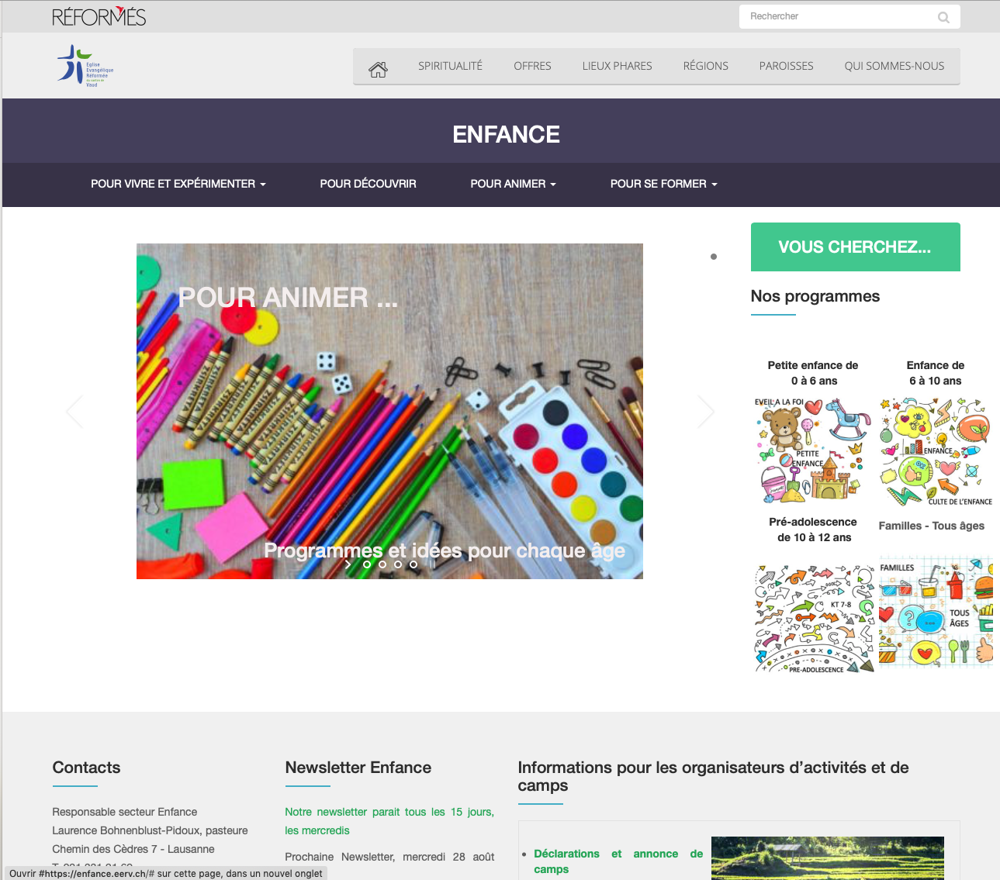 RÉFORMÉS
Rechercher
Eglise
Evangélique
Réformée
du canton de
Vaud
SPIRITUALITÉ OFFRES LIEUX PHARES RÉGIONS PAROISSES QUI SOMMES-NOUS
ENFANCE
POUR VIVRE ET EXPÉRIMENTER POUR DÉCOUVRIR POUR ANIMER POUR SE FORMER
POUR ANIMER ...
Programmes et idées pour chaque âge
VOUS CHERCHEZ...
Nos programmes
Petite enfance de
0 à 6 ans
EVEIL A LA FOI
PETITE
ENFANCE
Enfance de
6 à 10 ans
ENFANCE
CULTE DE L'ENFANCE
Pré-adolescence
de 10 à 12 ans
KT 7-8
PRE-ADOLESCENCE
Familles - Tous âges
FAMILLES
TOUS
ÂGES
Contacts
Responsable secteur Enfance
Laurence Bohnenblust-Pidoux, pasteure
Chemin des Cèdres 7 - Lausanne
Newsletter Enfance
Notre newsletter parait tous les 15 jours,
les mercredis
Prochaine Newsletter, mercredi 28 août
Informations pour les organisateurs d'activités et de
camps
Déclarations et annonce de
camps
Ouvrir #https://enfance.eerv.ch/# sur cette page, dans un nouvel onglet